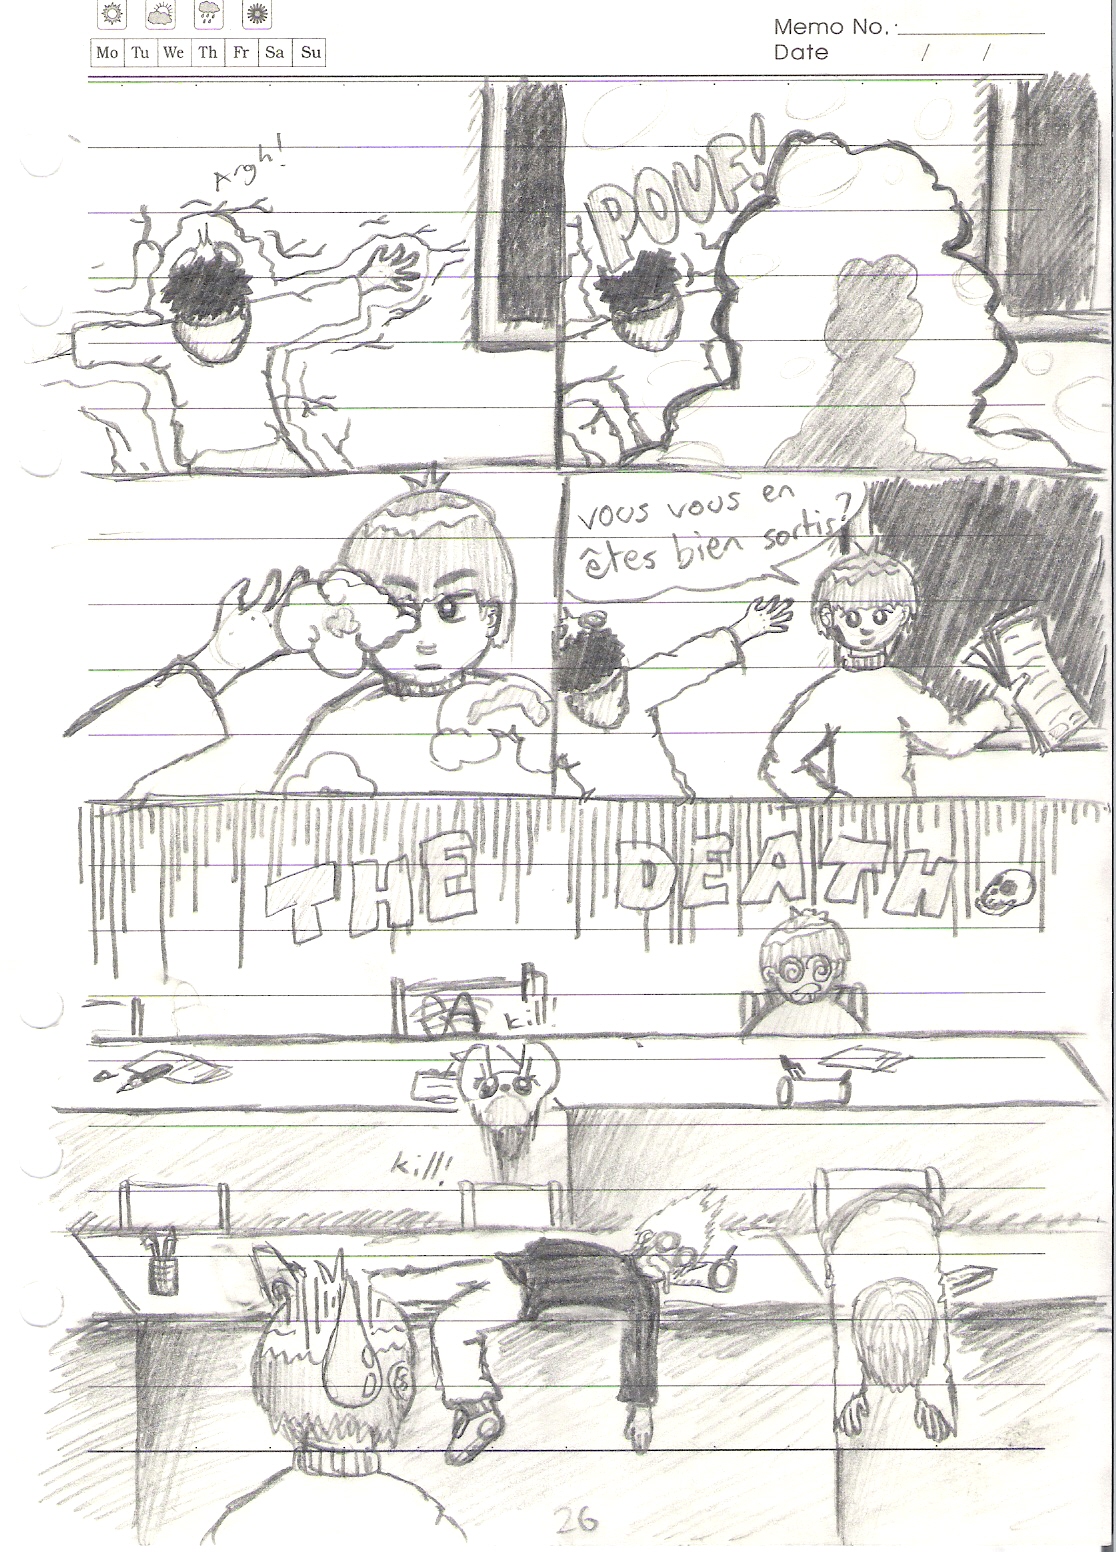 Memo No.
Mo Tu We Th Fr Sa Su
Date / /
Argh!
POUF!
vous vous en
êtes bien sortis?
THE DEATH
kill!
kill!
26